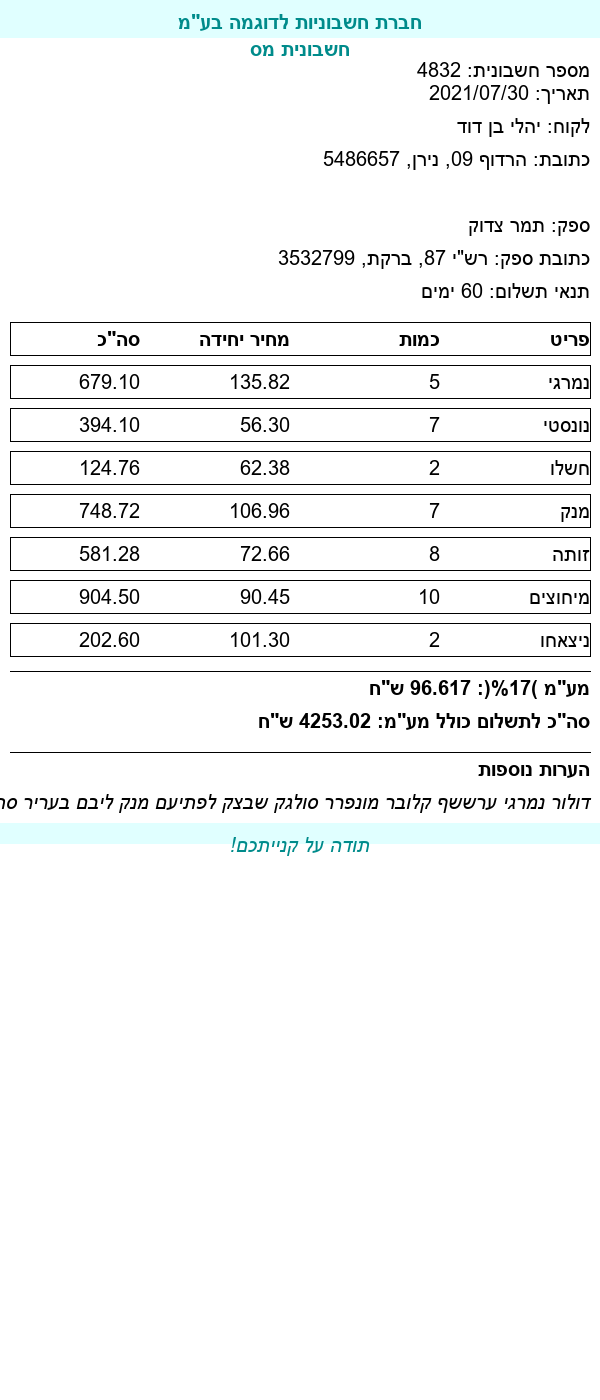 חברת חשבוניות לדוגמה בע"מ
חשבונית מס
מספר חשבונית: 4832
תאריך: 2021/07/30
לקוח: יהלי בן דוד
כתובת: הרדוף 09, נירן, 5486657
ספק: תמר צדוק
כתובת ספק: רש"י 87, ברקת, 3532799
תנאי תשלום: 60 ימים
פריט כמות מחיר יחידה סה"כ
נמרגי 5 135.82 679.10
נונסטי 7 56.30 394.10
חשלו 2 62.38 124.76
מנק 7 106.96 748.72
זותה 8 72.66 581.28
מיחוצים 10 90.45 904.50
ניצאחו 2 101.30 202.60
מע"מ )17%(: 96.617 ש"ח
סה"כ לתשלום כולל מע"מ: 4253.02 ש"ח
הערות נוספות
דולור נמרגי ערששף קלובר מונפרר סולגק שבצק לפתיעם מנק ליבם בעריר
תודה על קנייתכם!